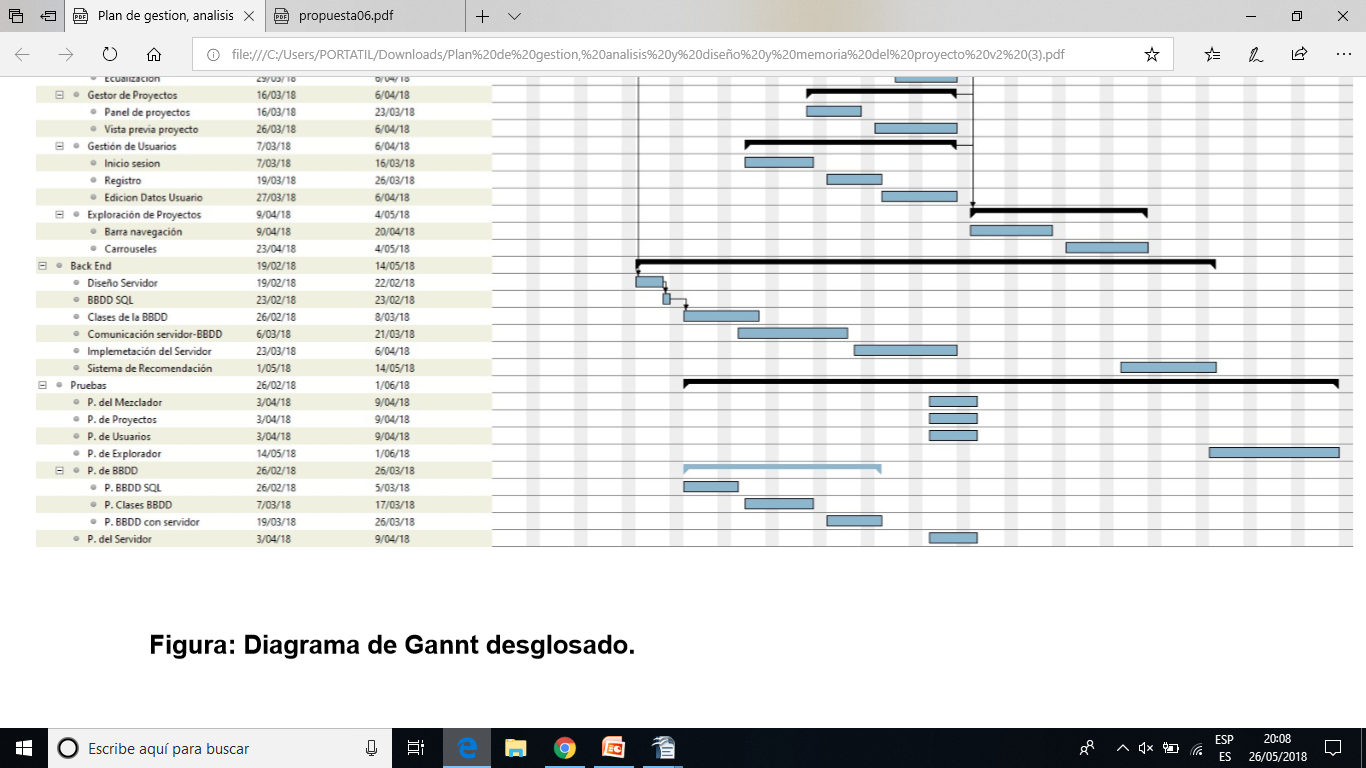 Plan de gestion, analisis
propuesta06.pdf
file:///C:/Users/PORTATIL/Downloads/Plan%20de%20gestion,%20analisis%20y%20diseño%20y%20memoria%20del%20proyecto%20v2%20(3).pdf
Ecualizacion 29/03/18 6/04/18
Gestor de Proyectos 16/03/18 6/04/18
Panel de proyectos 16/03/18 23/03/18
Vista previa proyecto 26/03/18 6/04/18
Gestión de Usuarios 7/03/18 6/04/18
Inicio sesion 7/03/18 16/03/18
Registro 19/03/18 26/03/18
Edicion Datos Usuario 27/03/18 6/04/18
Exploración de Proyectos 9/04/18 4/05/18
Barra navegación 9/04/18 20/04/18
Carrouseles 23/04/18 4/05/18
Back End 19/02/18 14/05/18
Diseño Servidor 19/02/18 22/02/18
BBDD SQL 23/02/18 23/02/18
Clases de la BBDD 26/02/18 8/03/18
Comunicación servidor-BBDD 6/03/18 21/03/18
Implemetación del Servidor 23/03/18 6/04/18
Sistema de Recomendación 1/05/18 14/05/18
Pruebas 26/02/18 1/06/18
P. del Mezclador 3/04/18 9/04/18
P. de Proyectos 3/04/18 9/04/18
P. de Usuarios 3/04/18 9/04/18
P. de Explorador 14/05/18 1/06/18
P. de BBDD 26/02/18 26/03/18
P. BBDD SQL 26/02/18 5/03/18
P. Clases BBDD 7/03/18 17/03/18
P. BBDD con servidor 19/03/18 26/03/18
P. del Servidor 3/04/18 9/04/18
Figura: Diagrama de Gannt desglosado.
Escribe aquí para buscar
ESP
ES
20:08
26/05/2018